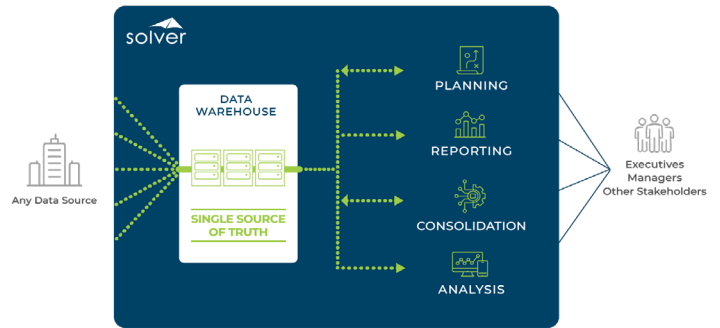 solver
Any Data Source
DATA
WAREHOUSE
SINGLE SOURCE
OF TRUTH
PLANNING
REPORTING
CONSOLIDATION
ANALYSIS
Executives
Managers
Other Stakeholders